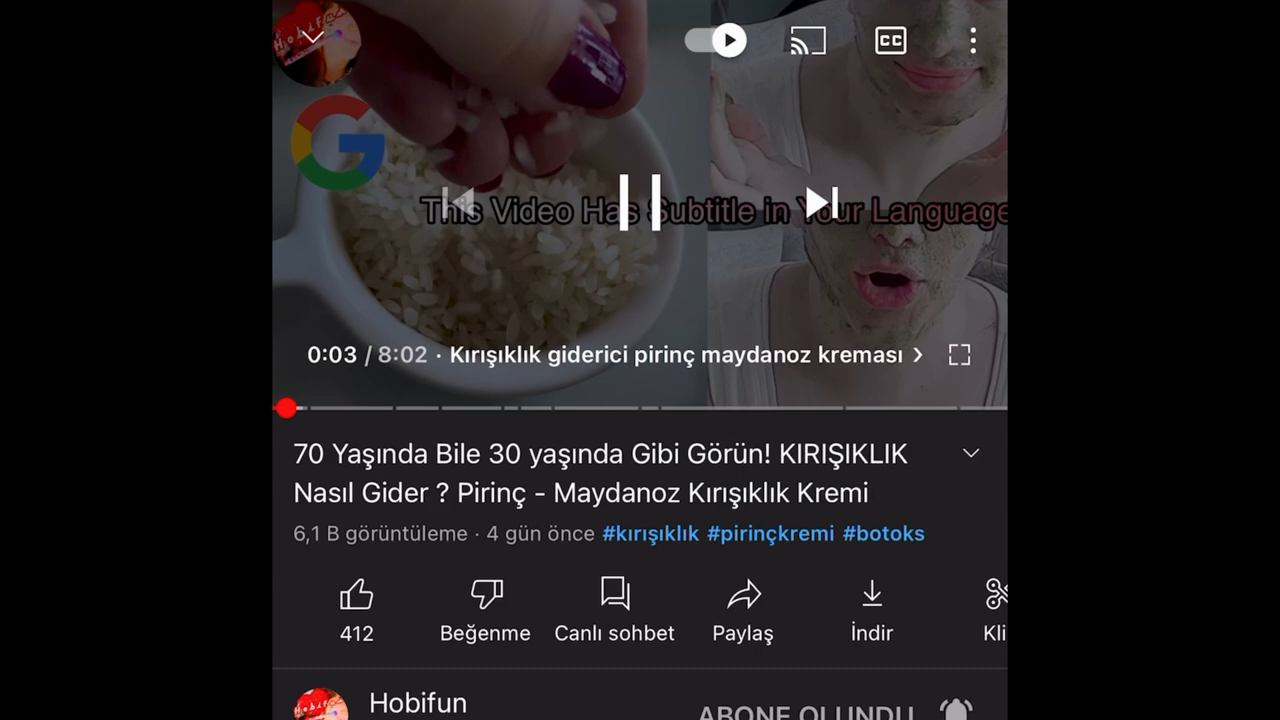 Hobifun
CC
This Video Has Subtitle in Your Language
0:03 / 8:02 · Kırışıklık giderici pirinç maydanoz kreması
70 Yaşında Bile 30 yaşında Gibi Görün! KIRIŞIKLIK
Nasıl Gider ? Pirinç - Maydanoz Kırışıklık Kremi
6,1 B görüntüleme · 4 gün önce #kırışıklık #pirinçkremi #botoks
412 Beğenme Canlı sohbet Paylaş İndir Kli
Hobifun
ABONE OLUNDU